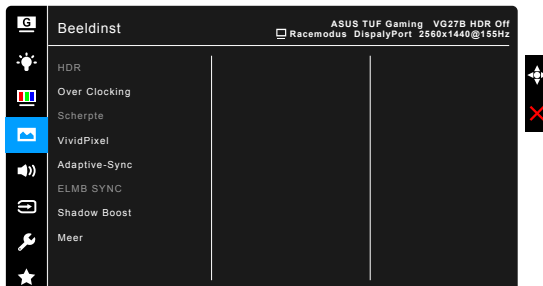 G
Beeldinst
ASUS TUF Gaming VG27B HDR Off
Racemodus DispalyPort 2560x1440@155Hz
HDR
Over Clocking
Scherpte
VividPixel
Adaptive-Sync
ELMB SYNC
Shadow Boost
Meer